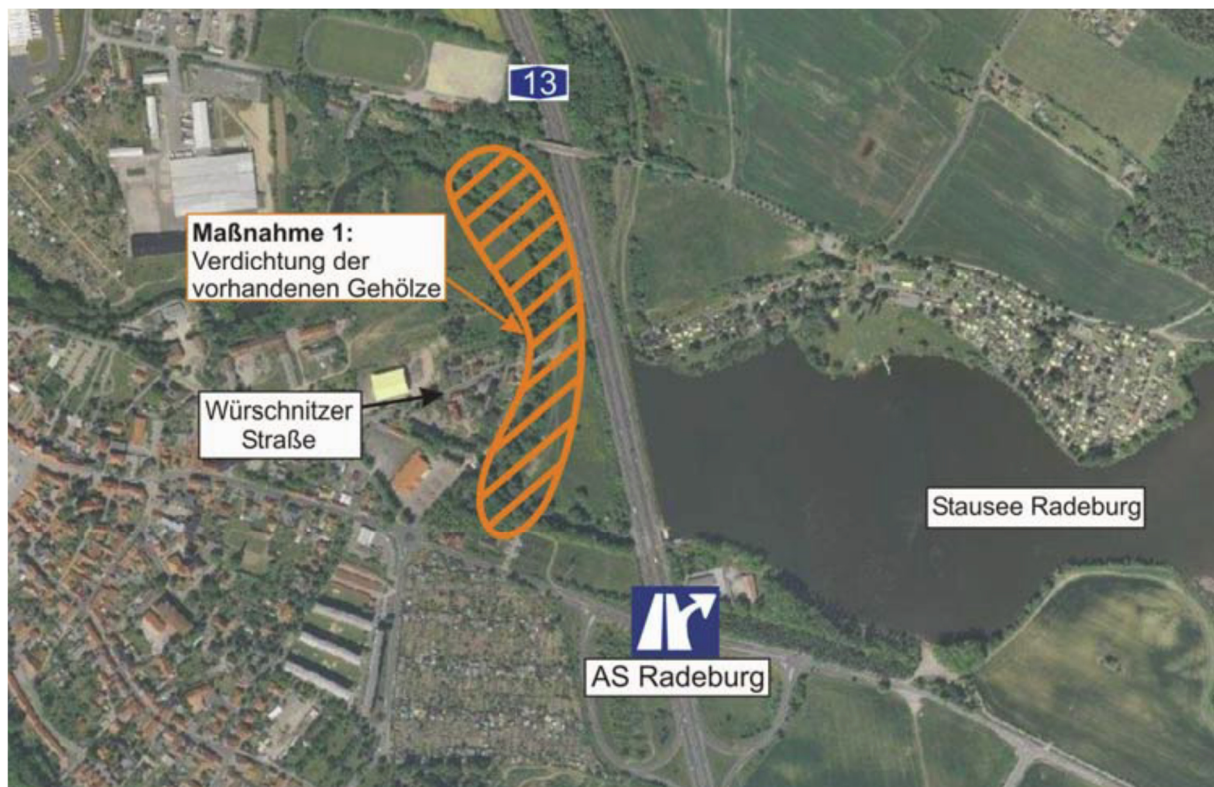 13
Maßnahme 1:
Verdichtung der
vorhandenen Gehölze
Würschnitzer
Straße
Stausee Radeburg
AS Radeburg